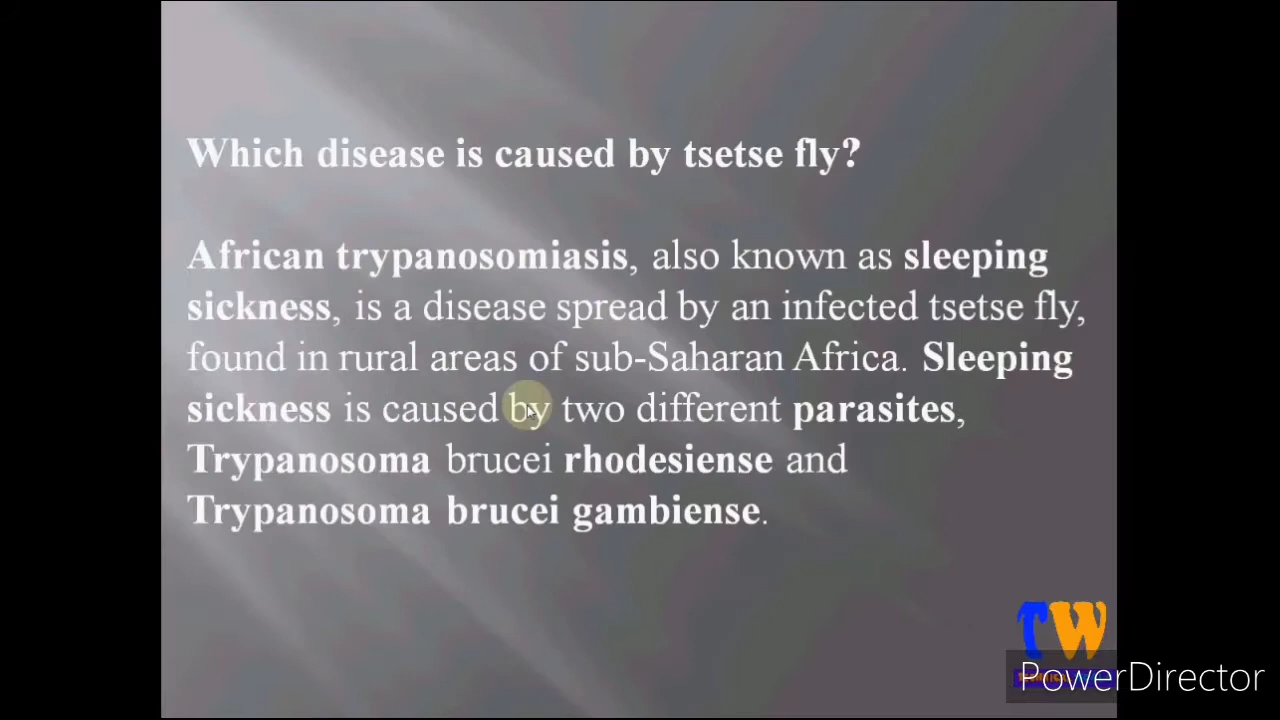 Which disease is caused by tsetse fly?
African trypanosomiasis, also known as sleeping
sickness, is a disease spread by an infected tsetse fly,
found in rural areas of sub-Saharan Africa. Sleeping
sickness is caused by two different parasites,
Trypanosoma brucei rhodesiense and
Trypanosoma brucei gambiense.
TW
PowerDirector